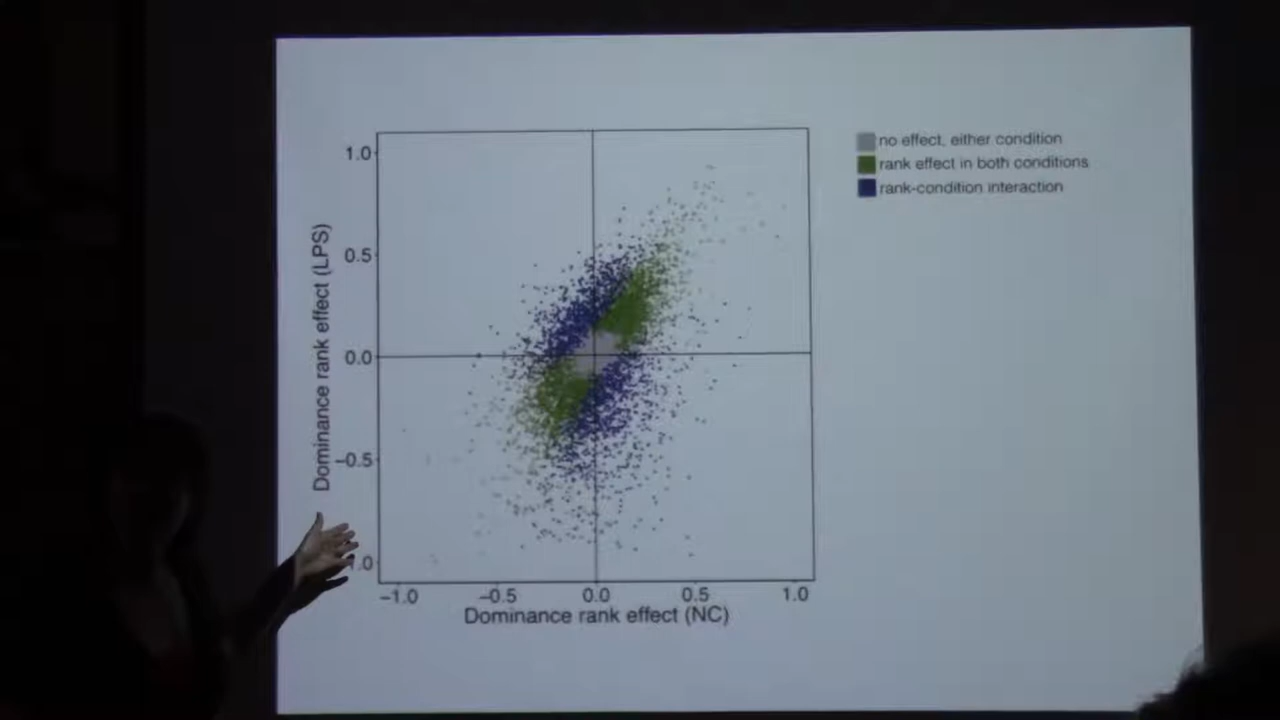 no effect, either condition
rank effect in both conditions
rank-condition interaction
Dominance rank effect (LPS)
1.0
0.5
0.0
−0.5
−1.0
−0.5
0.0
0.5
1.0
Dominance rank effect (NC)